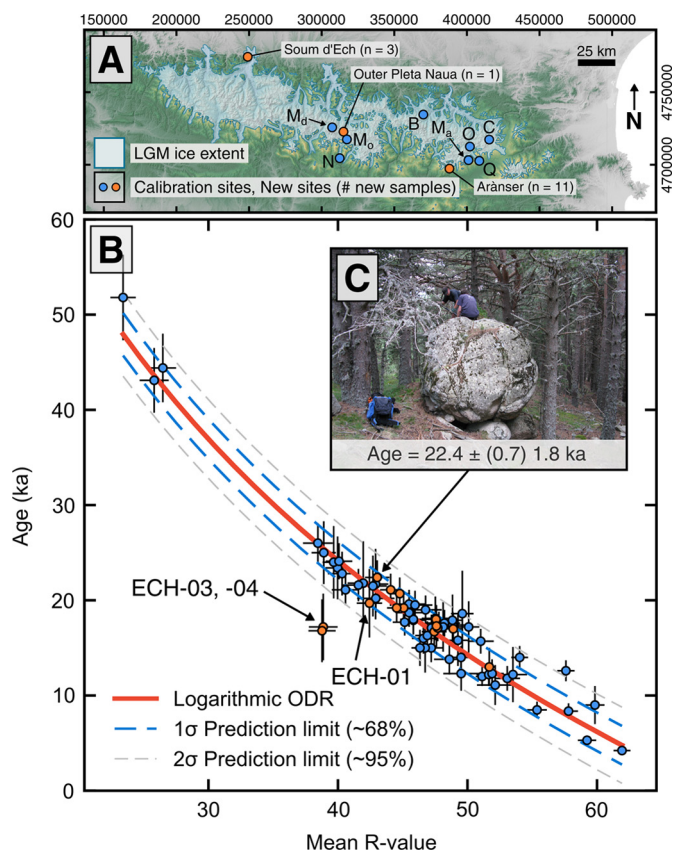 150000 200000 250000 300000 350000 400000 450000 500000
A
Soum d'Ech (n = 3)
25 km
Outer Pleta Naua (n = 1)
4750000
N
Md
B
Ma
O
C
Mo
N
Q
4700000
LGM ice extent
Calibration sites, New sites (# new samples)
Arànser (n = 11)
60
B
C
50
40
Age = 22.4 ± (0.7) 1.8 ka
Age (ka)
30
ECH-03, -04
20
ECH-01
10
Logarithmic ODR
1σ Prediction limit (~68%)
2σ Prediction limit (~95%)
0
30 40 50 60
Mean R-value